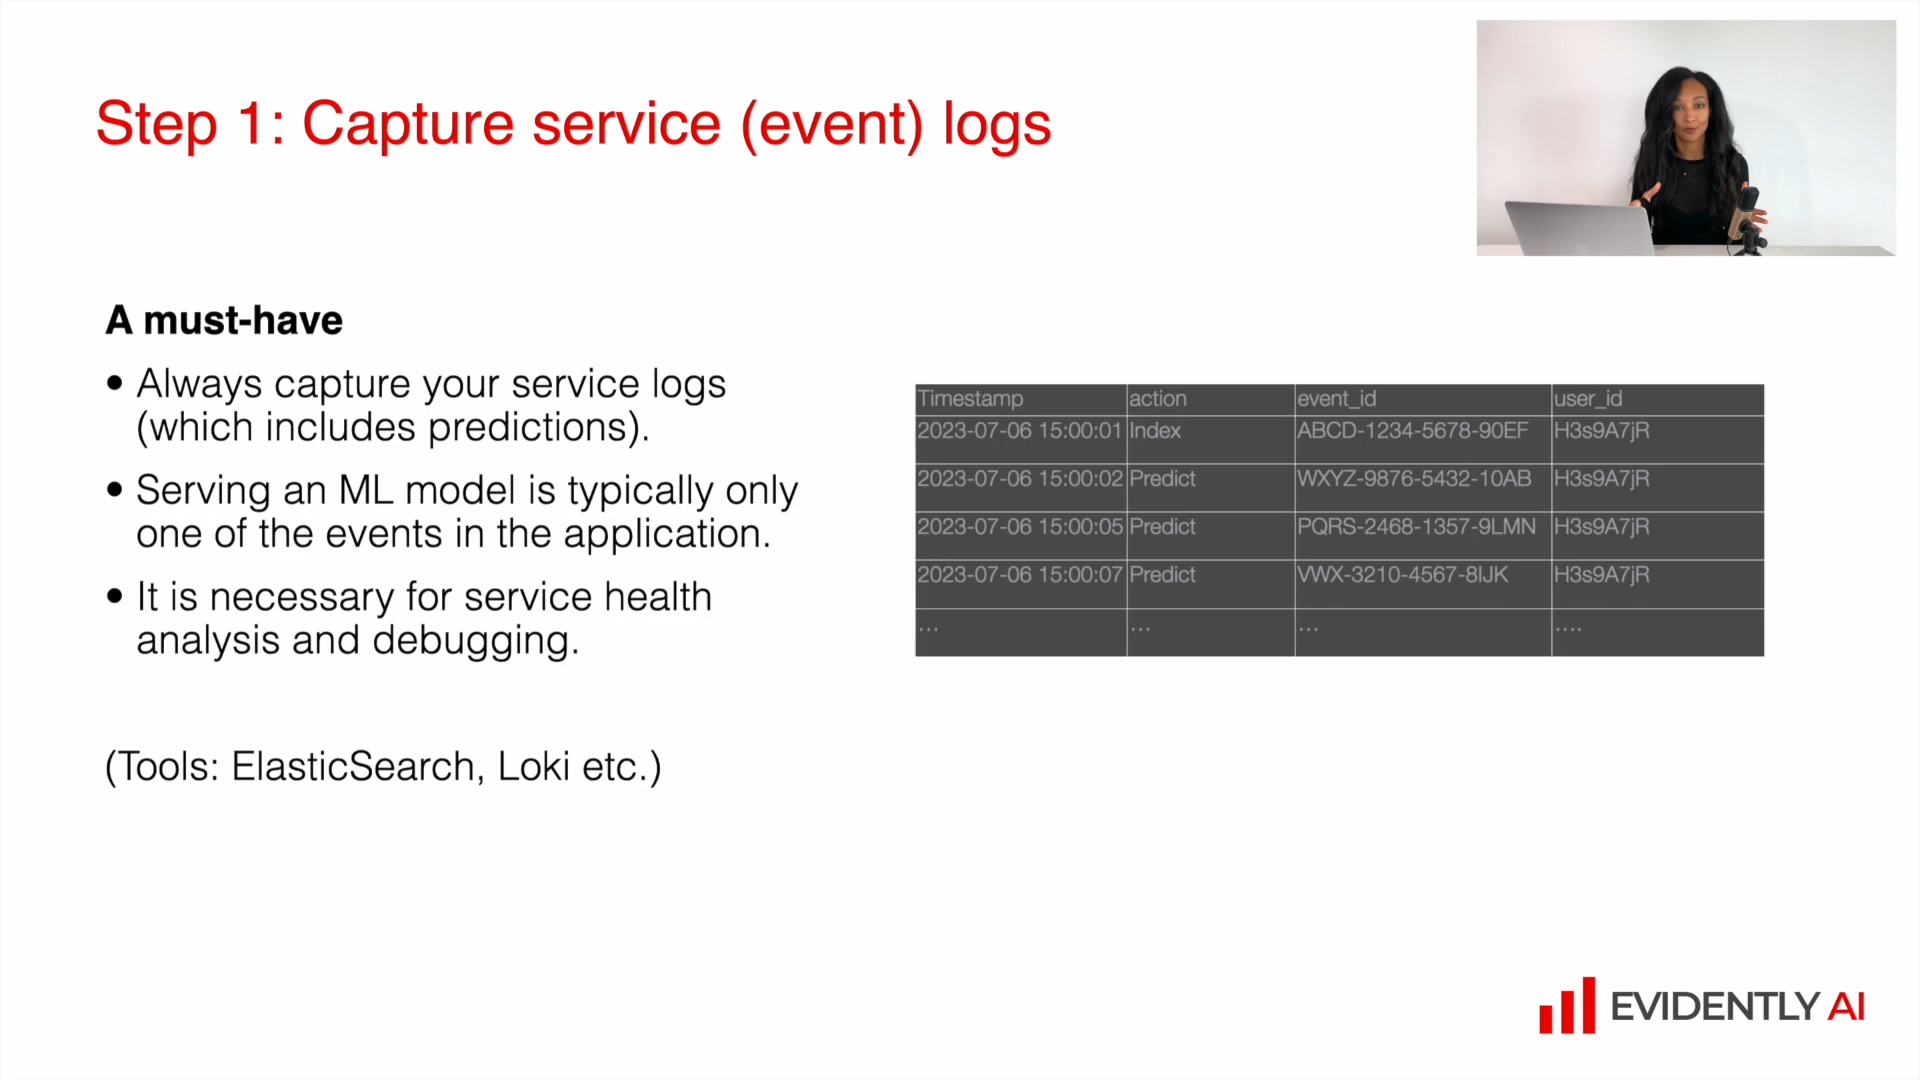 Step 1: Capture service (event) logs
A must-have
• Always capture your service logs
(which includes predictions).
• Serving an ML model is typically only
one of the events in the application.
• It is necessary for service health
analysis and debugging.
(Tools: ElasticSearch, Loki etc.)
Timestamp action event_id user_id
2023-07-06 15:00:01 Index ABCD-1234-5678-90EF H3s9A7jR
2023-07-06 15:00:02 Predict WXYZ-9876-5432-10AB H3s9A7jR
2023-07-06 15:00:05 Predict PQRS-2468-1357-9LMN H3s9A7jR
2023-07-06 15:00:07 Predict VWX-3210-4567-8IJK H3s9A7jR
... ... ... ....
EVIDENTLY AI